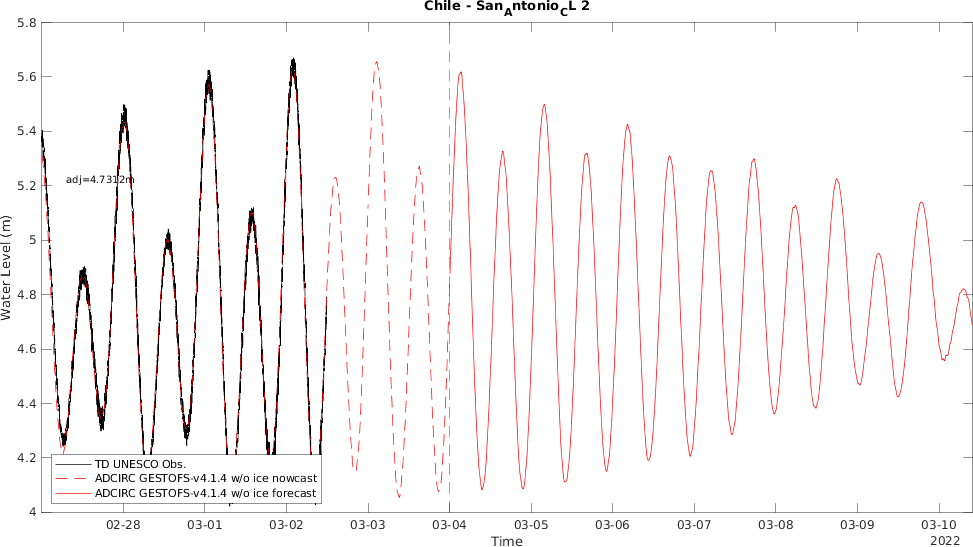 Chile - San_Antonio_CL 2
5.8
5.6
5.4
5.2
5
4.8
4.6
4.4
4.2
4
Water Level (m)
adj=4.7312m
TD UNESCO Obs.
ADCIRC GESTOFS-v4.1.4 w/o ice nowcast
ADCIRC GESTOFS-v4.1.4 w/o ice forecast
02-28 03-01 03-02 03-03 03-04 03-05 03-06 03-07 03-08 03-09 03-10
Time
2022